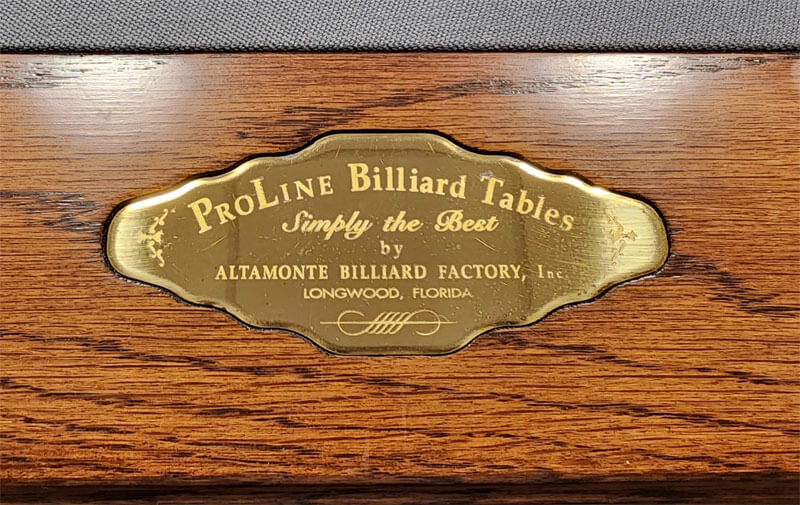 ProLine Billiard Tables
Simply the Best
by
ALTAMONTE BILLIARD FACTORY, Inc.
LONGWOOD, FLORIDA